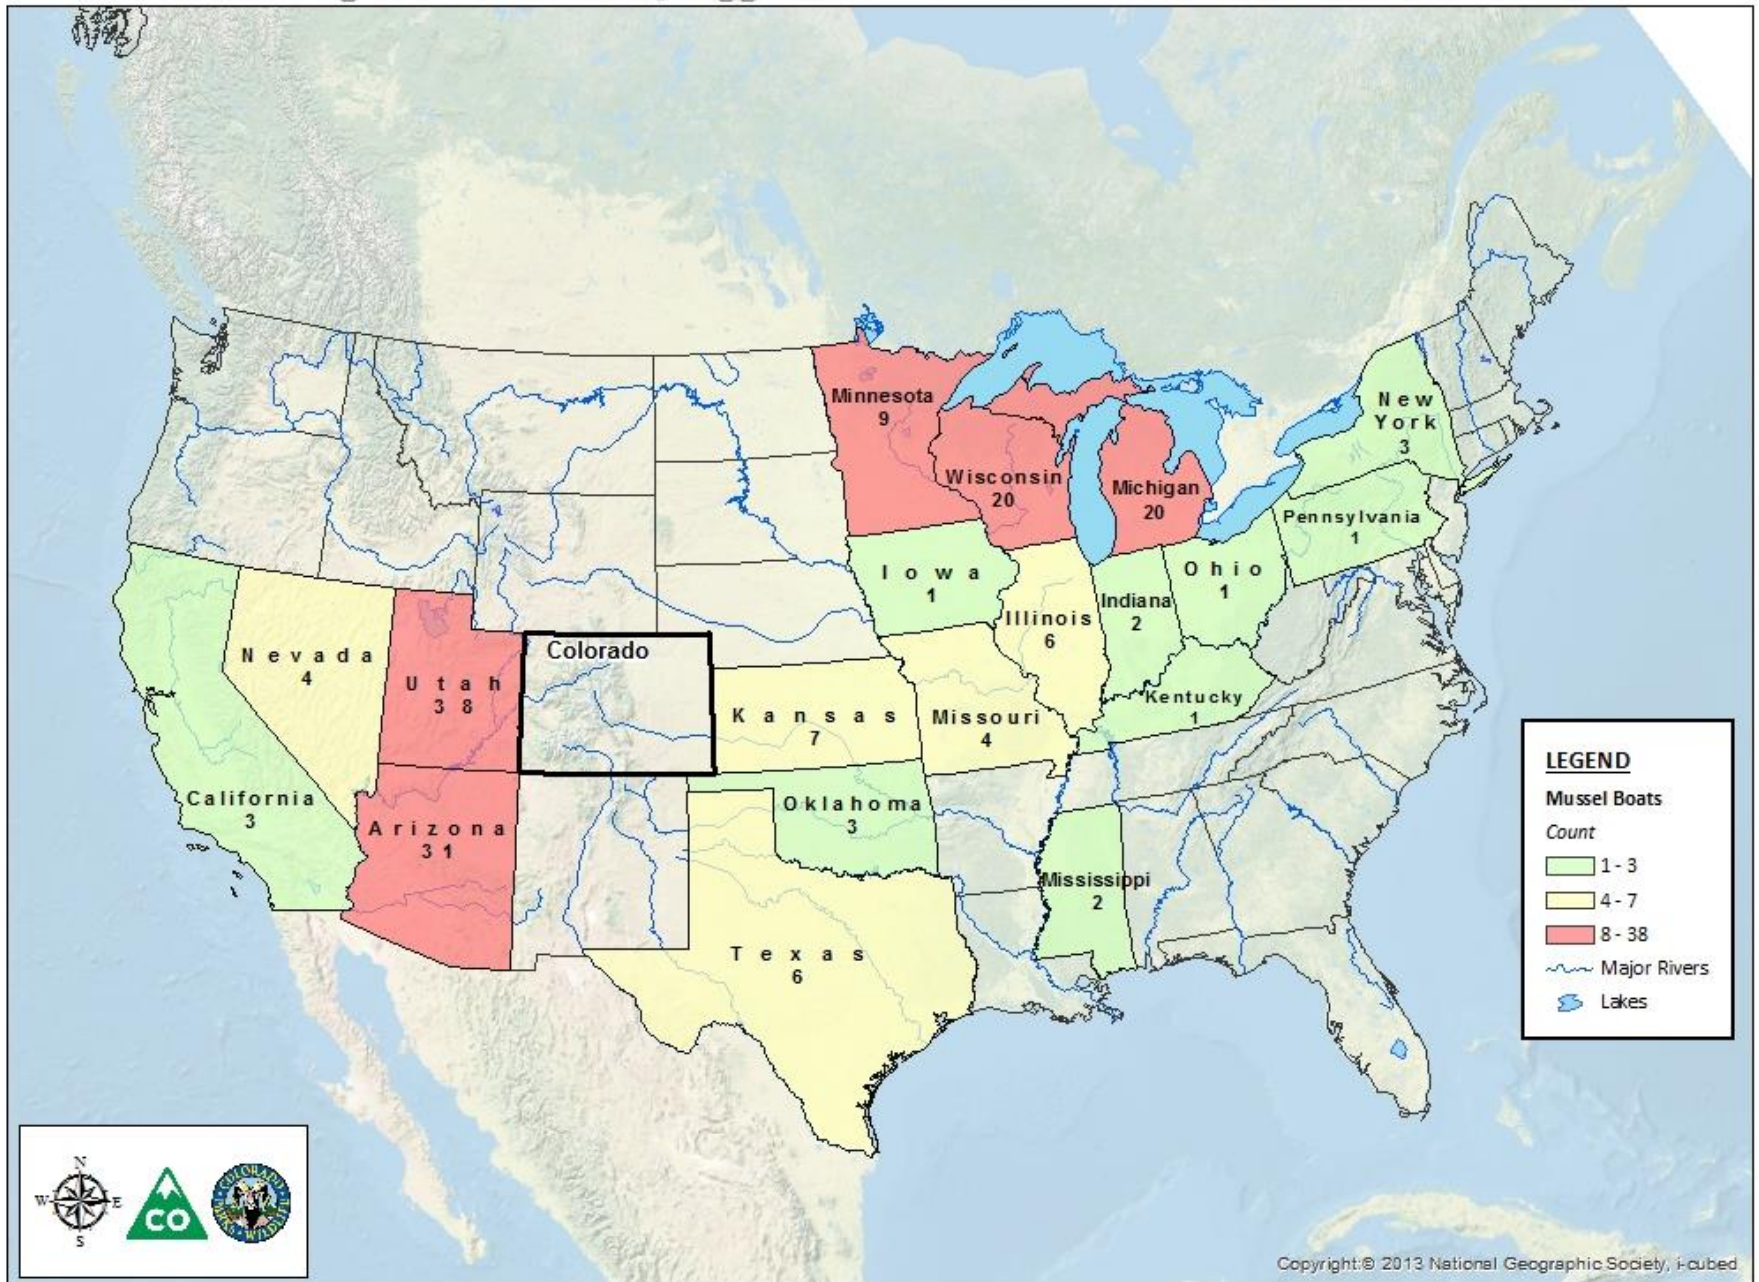 Minnesota
9
Wisconsin
20
Michigan
20
New
York
3
Pennsylvania
1
Iowa
1
Illinois
6
Indiana
2
Ohio
1
Kentucky
1
Nevada
4
Utah
38
Colorado
Kansas
7
Missouri
4
California
3
Arizona
31
Oklahoma
3
Mississippi
2
Texas
6
LEGEND
Mussel Boats
Count
1 - 3
4 - 7
8 - 38
Major Rivers
Lakes
N
W
E
S
CO
COLORADO
PARKS
WILDLIFE
Copyright:© 2013 National Geographic Society, i-cubed